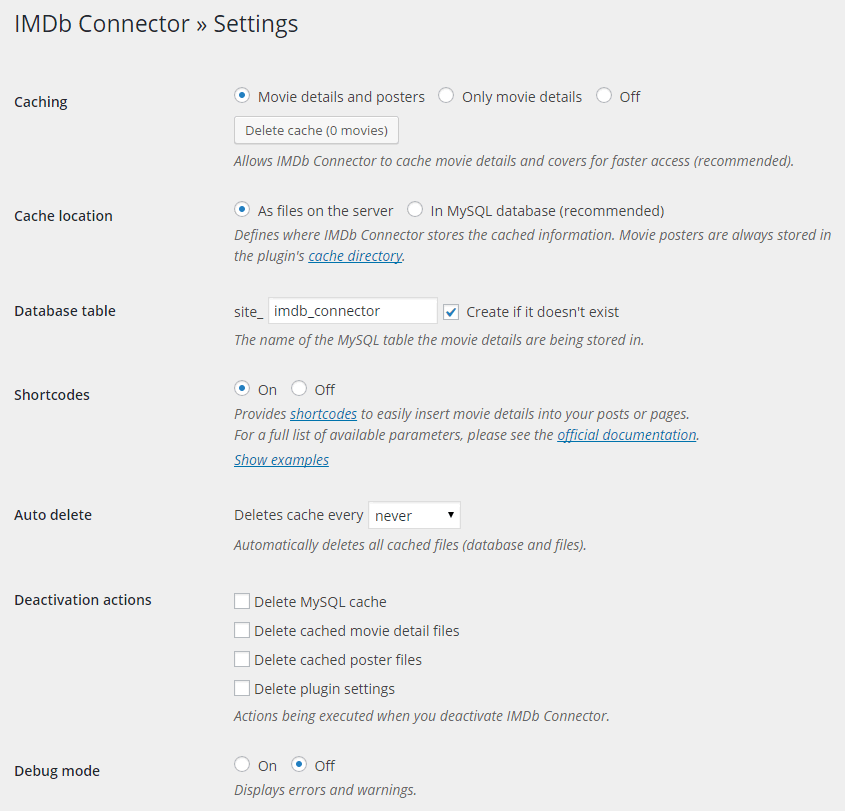 IMDb Connector » Settings
Caching
Movie details and posters Only movie details Off
Delete cache (0 movies)
Allows IMDb Connector to cache movie details and covers for faster access (recommended).
Cache location
As files on the server In MySQL database (recommended)
Defines where IMDb Connector stores the cached information. Movie posters are always stored in
the plugin's cache directory.
Database table
site_ imdb_connector Create if it doesn't exist
The name of the MySQL table the movie details are being stored in.
Shortcodes
On Off
Provides shortcodes to easily insert movie details into your posts or pages.
For a full list of available parameters, please see the official documentation.
Show examples
Auto delete
Deletes cache every never
Automatically deletes all cached files (database and files).
Deactivation actions
Delete MySQL cache
Delete cached movie detail files
Delete cached poster files
Delete plugin settings
Actions being executed when you deactivate IMDb Connector.
Debug mode
On Off
Displays errors and warnings.